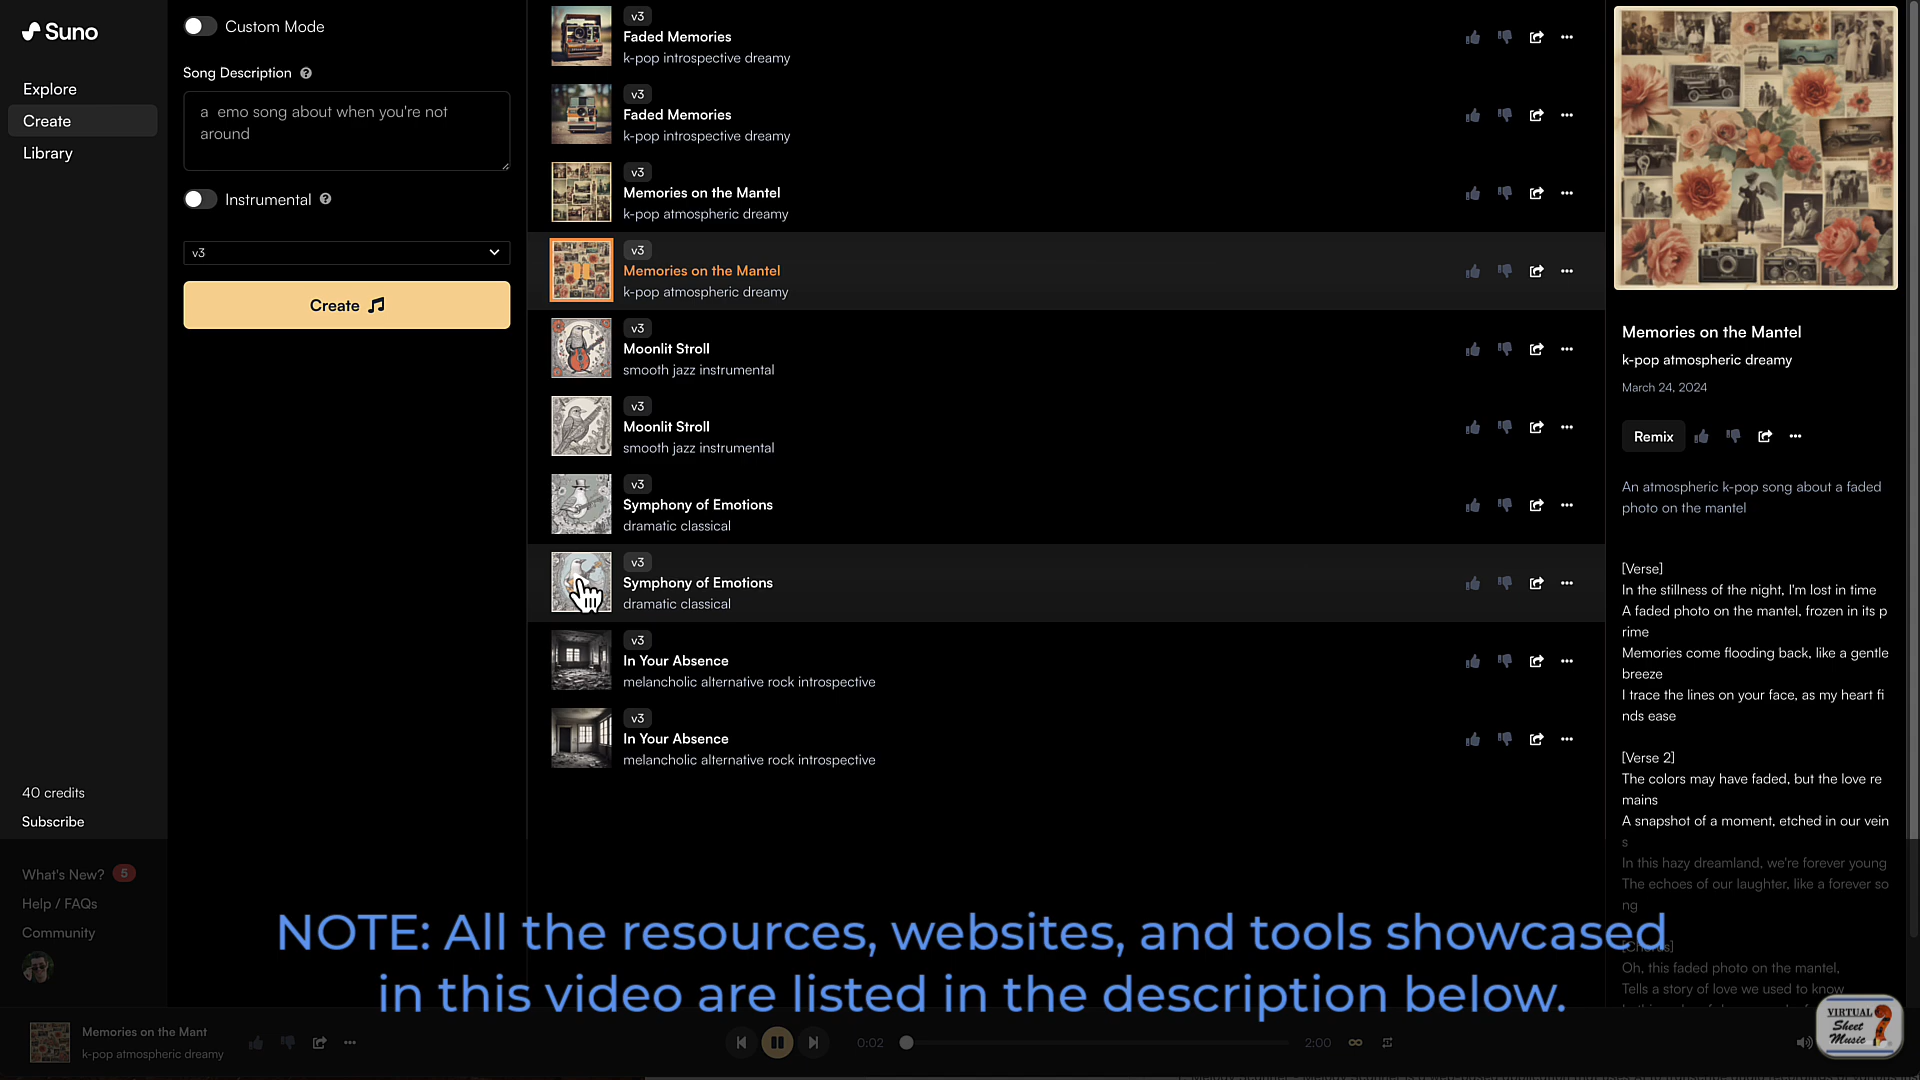 Suno
Explore
Create
Library
40 credits
Subscribe
What's New? 5
Help / FAQs
Community
Custom Mode
Song Description
a  emo song about when you're not
around
Instrumental
v3
Create
v3
Faded Memories
k-pop introspective dreamy
v3
Faded Memories
k-pop introspective dreamy
v3
Memories on the Mantel
k-pop atmospheric dreamy
v3
Memories on the Mantel
k-pop atmospheric dreamy
v3
Moonlit Stroll
smooth jazz instrumental
v3
Moonlit Stroll
smooth jazz instrumental
v3
Symphony of Emotions
dramatic classical
v3
Symphony of Emotions
dramatic classical
v3
In Your Absence
melancholic alternative rock introspective
v3
In Your Absence
melancholic alternative rock introspective
Memories on the Mantel
k-pop atmospheric dreamy
March 24, 2024
Remix
An atmospheric k-pop song about a faded
photo on the mantel
[Verse]
In the stillness of the night, I'm lost in time
A faded photo on the mantel, frozen in its p
rime
Memories come flooding back, like a gentle
breeze
I trace the lines on your face, as my heart fi
nds ease
[Verse 2]
The colors may have faded, but the love re
mains
A snapshot of a moment, etched in our vein
s
In this hazy dreamland, we're forever young
The echoes of our laughter, like a forever so
ng
[Chorus]
Oh, this faded photo on the mantel,
Tells a story of love we used to know
NOTE: All the resources, websites, and tools showcased
in this video are listed in the description below.
Memories on the Mant
k-pop atmospheric dreamy
0:02
2:00
VIRTUAL
Sheet
Music